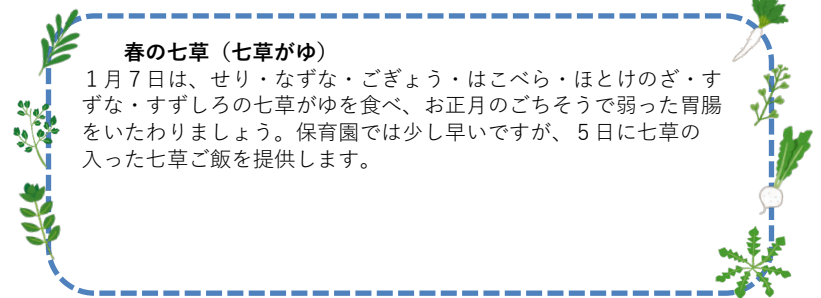 春の七草（七草がゆ）
１月７日は、せり・なずな・ごぎょう・はこべら・ほとけのざ・す
ずな・すずしろの七草がゆを食べ、お正月のごちそうで弱った胃腸
をいたわりましょう。保育園では少し早いですが、５日に七草の
入った七草ご飯を提供します。